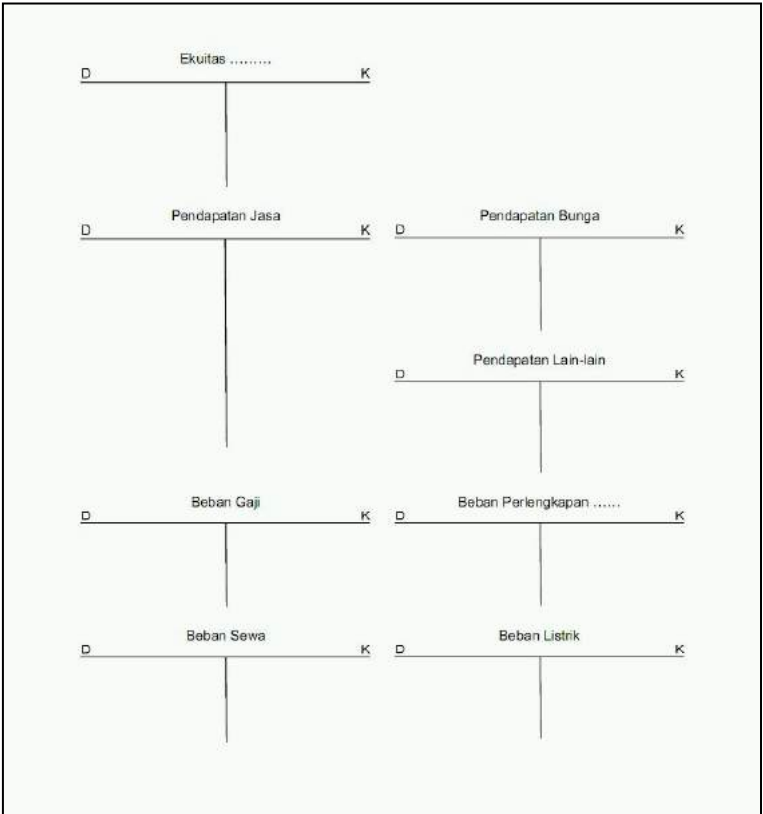 Ekuitas .........
D K
Pendapatan Jasa
D K
Pendapatan Bunga
D K
Pendapatan Lain-lain
D K
Beban Gaji
D K
Beban Perlengkapan ......
D K
Beban Sewa
D K
Beban Listrik
D K